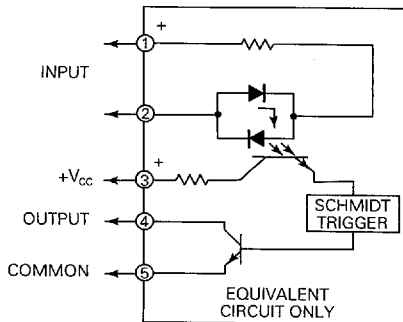 +
1
INPUT
2
+
+Vcc
3
OUTPUT
4
SCHMIDT
TRIGGER
COMMON
5
EQUIVALENT
CIRCUIT ONLY